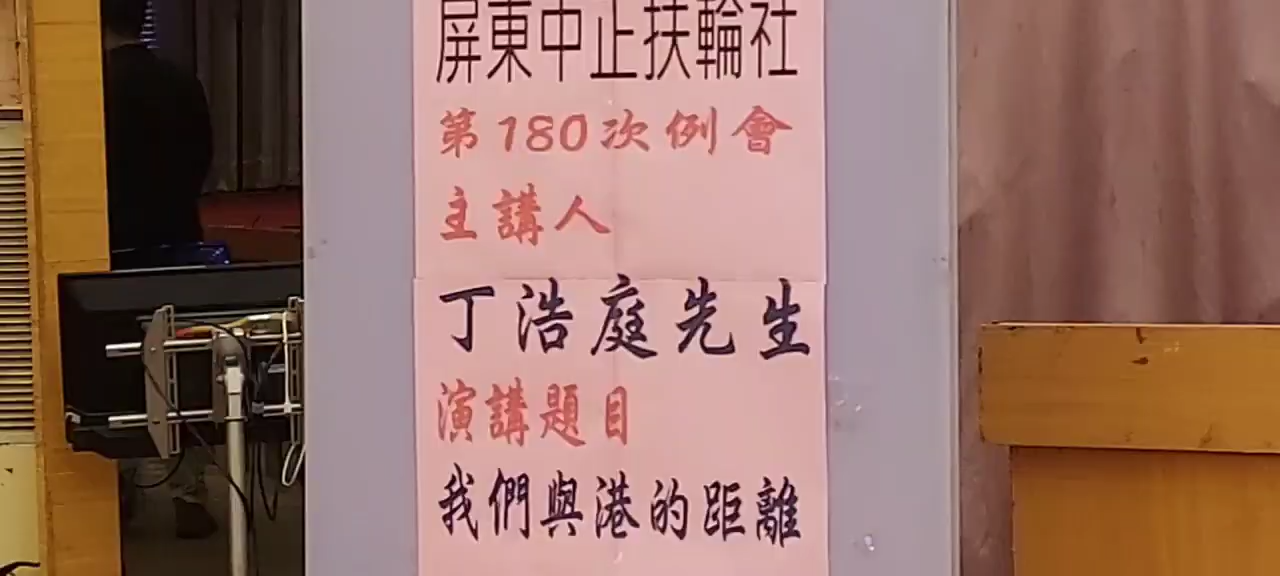 屏東中正扶輪社
第180次例會
主講人
丁浩庭先生
演講題目
我們與港的距離